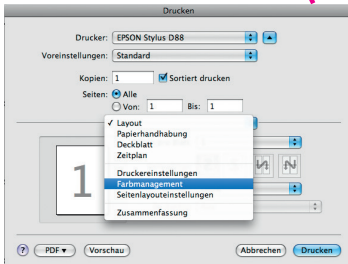 Drucken
Drucker: EPSON Stylus D88
Voreinstellungen: Standard
Kopien: 1 Sortiert drucken
Seiten: Alle
Von: 1 Bis: 1
✓ Layout
Papierhandhabung
Deckblatt
Zeitplan
Druckereinstellungen
Farbmanagement
Seitenlayouteinstellungen
Zusammenfassung
1
? PDF ▾ Vorschau Abbrechen Drucken